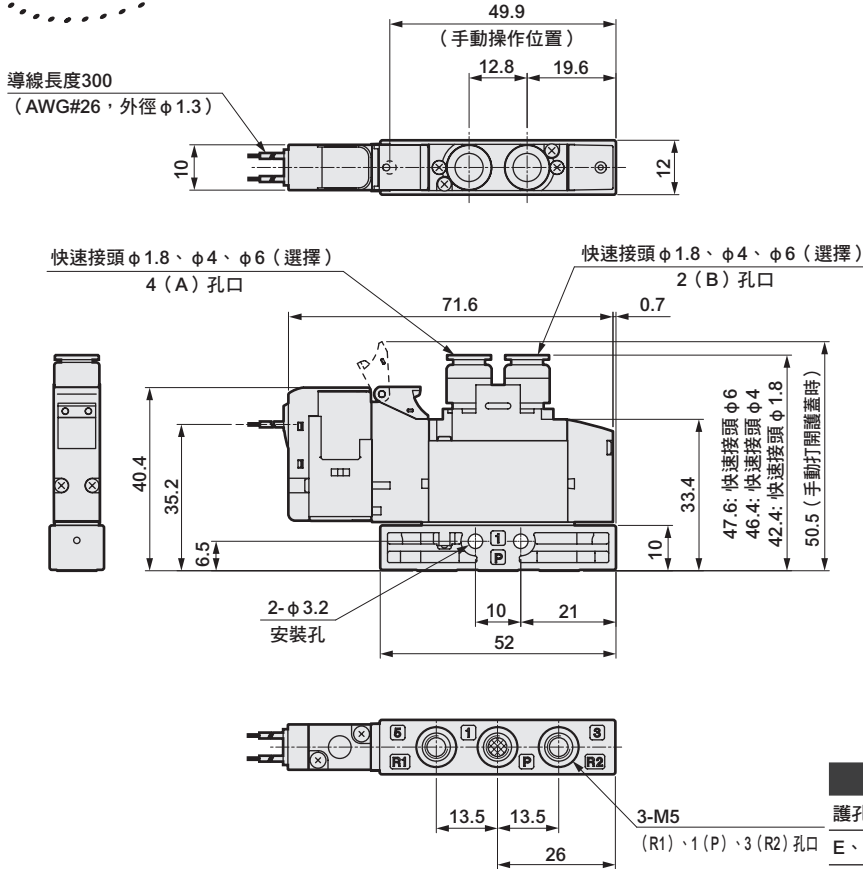 49.9
（手動操作位置）
12.8
19.6
導線長度300
（AWG#26，外徑φ1.3）
10
12
快速接頭φ1.8、φ4、φ6（選擇）
4（A）孔口
快速接頭φ1.8、φ4、φ6（選擇）
2（B）孔口
71.6
0.7
40.4
35.2
6.5
33.4
10
47.6: 快速接頭φ6
46.4: 快速接頭φ4
42.4: 快速接頭φ1.8
50.5（手動打開護蓋時）
1
P
2-φ3.2
安裝孔
10
21
52
5
1
3
R1
P
R2
13.5
13.5
3-M5
（R1）、1（P）、3（R2）孔口
26
護孔
E、